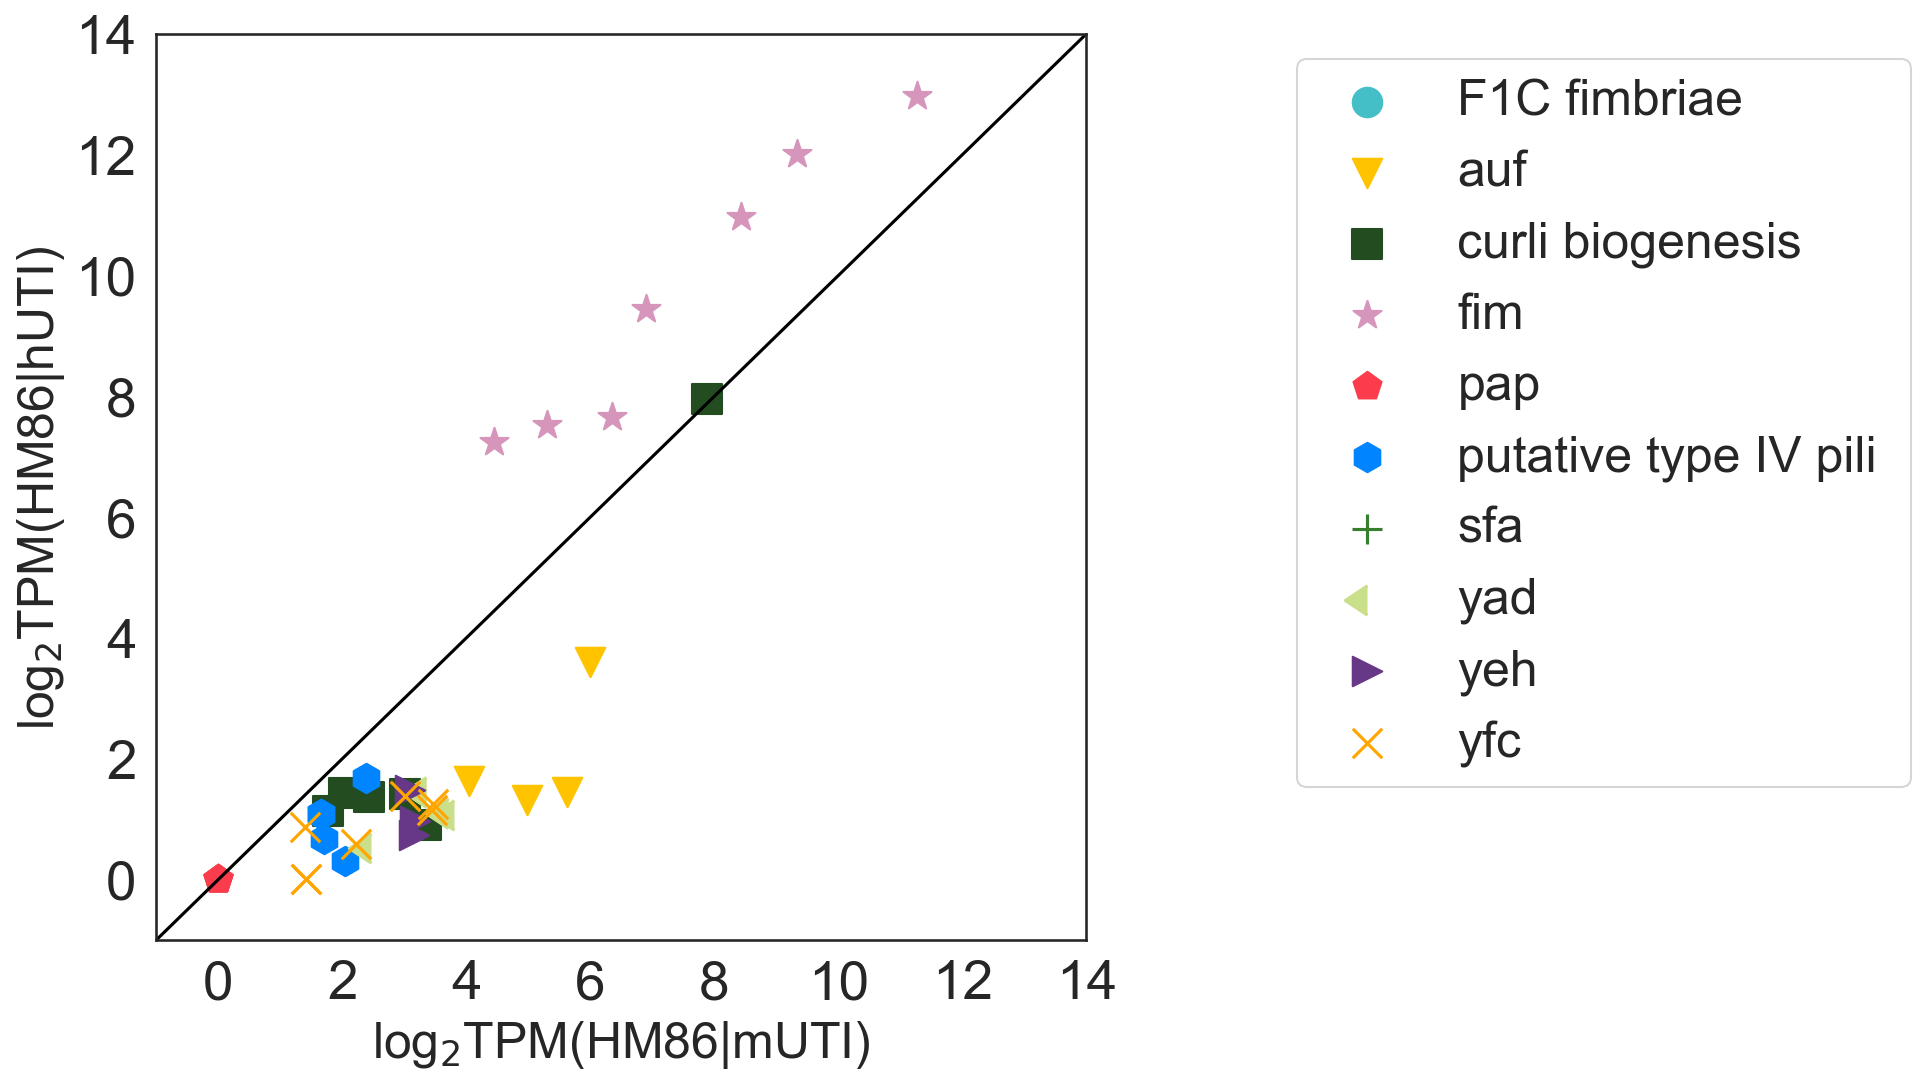 14
12
10
8
6
4
2
0
log₂TPM(HM86|hUTI)
0 2 4 6 8 10 12 14
log₂TPM(HM86|mUTI)
F1C fimbriae
auf
curli biogenesis
fim
pap
putative type IV pili
sfa
yad
yeh
yfc